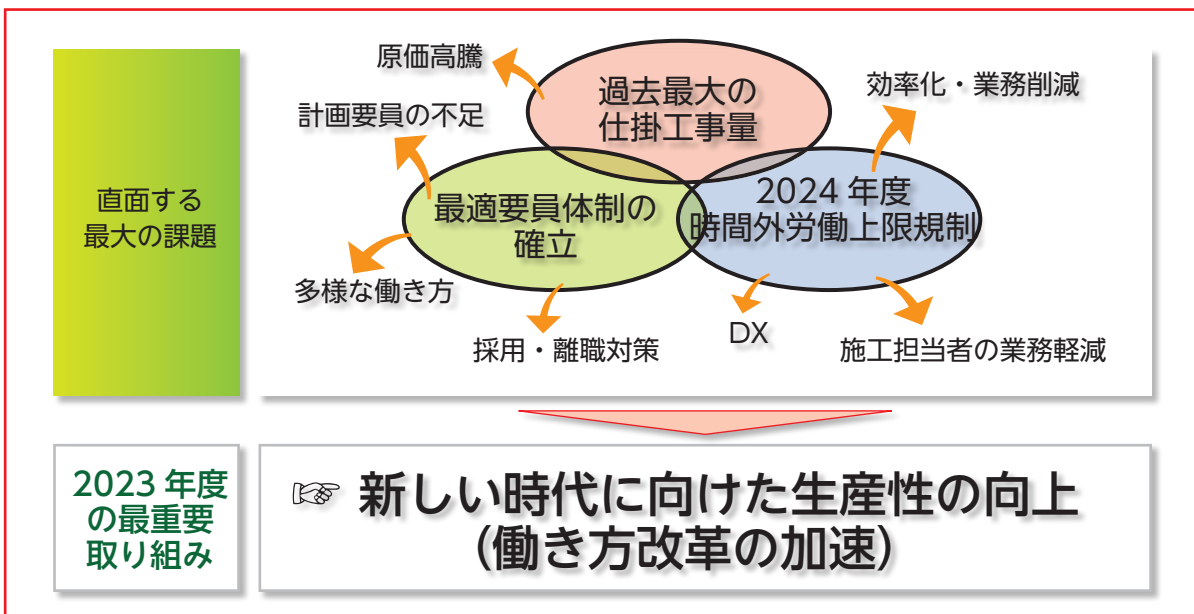 直面する
最大の課題
原価高騰
計画要員の不足
過去最大の
仕掛工事量
効率化・業務削減
最適要員体制の
確立
2024 年度
時間外労働上限規制
多様な働き方
採用・離職対策
DX
施工担当者の業務軽減
2023 年度
の最重要
取り組み
☞ 新しい時代に向けた生産性の向上
（働き方改革の加速）